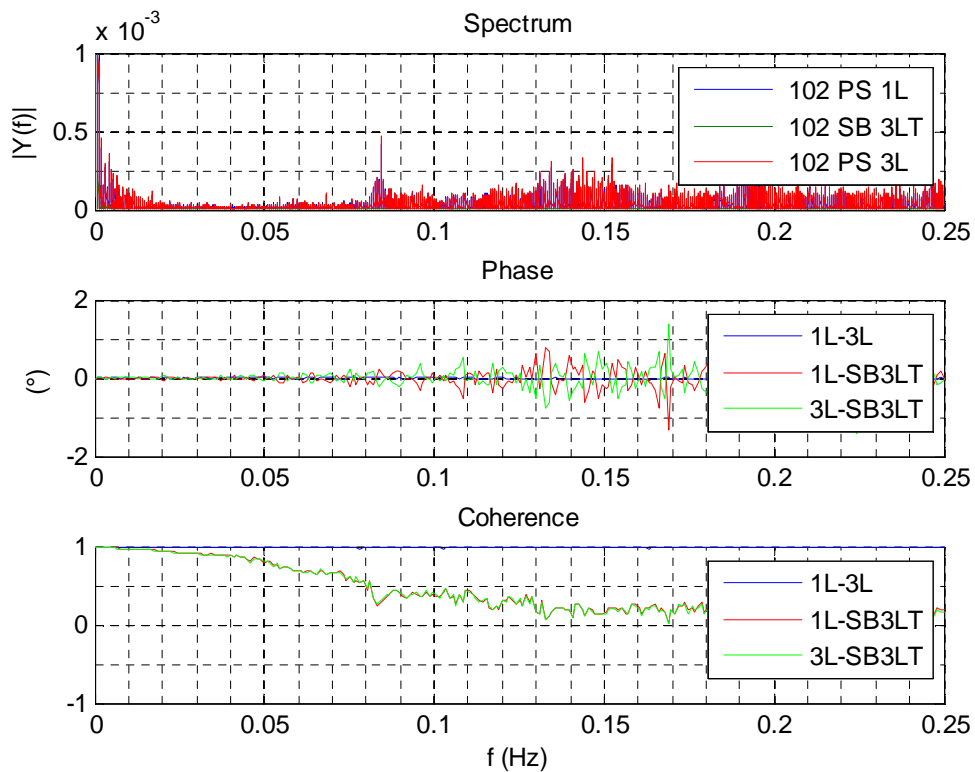 Spectrum
x 10-3
|Y(f)|
1
0.5
0
102 PS 1L
102 SB 3LT
102 PS 3L
0 0.05 0.1 0.15 0.2 0.25
Phase
(°)
2
0
-2
1L-3L
1L-SB3LT
3L-SB3LT
0 0.05 0.1 0.15 0.2 0.25
Coherence
1
0
-1
1L-3L
1L-SB3LT
3L-SB3LT
0 0.05 0.1 0.15 0.2 0.25
f (Hz)